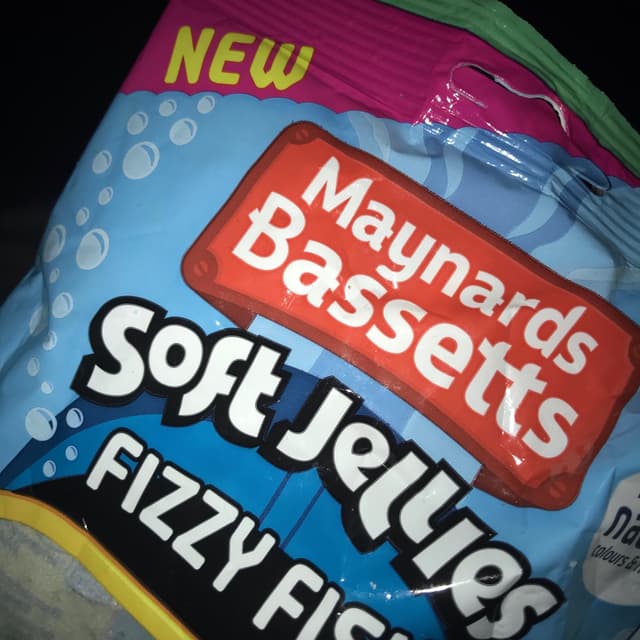 NEW
Maynards
Bassetts
Soft Jellies
FIZZY